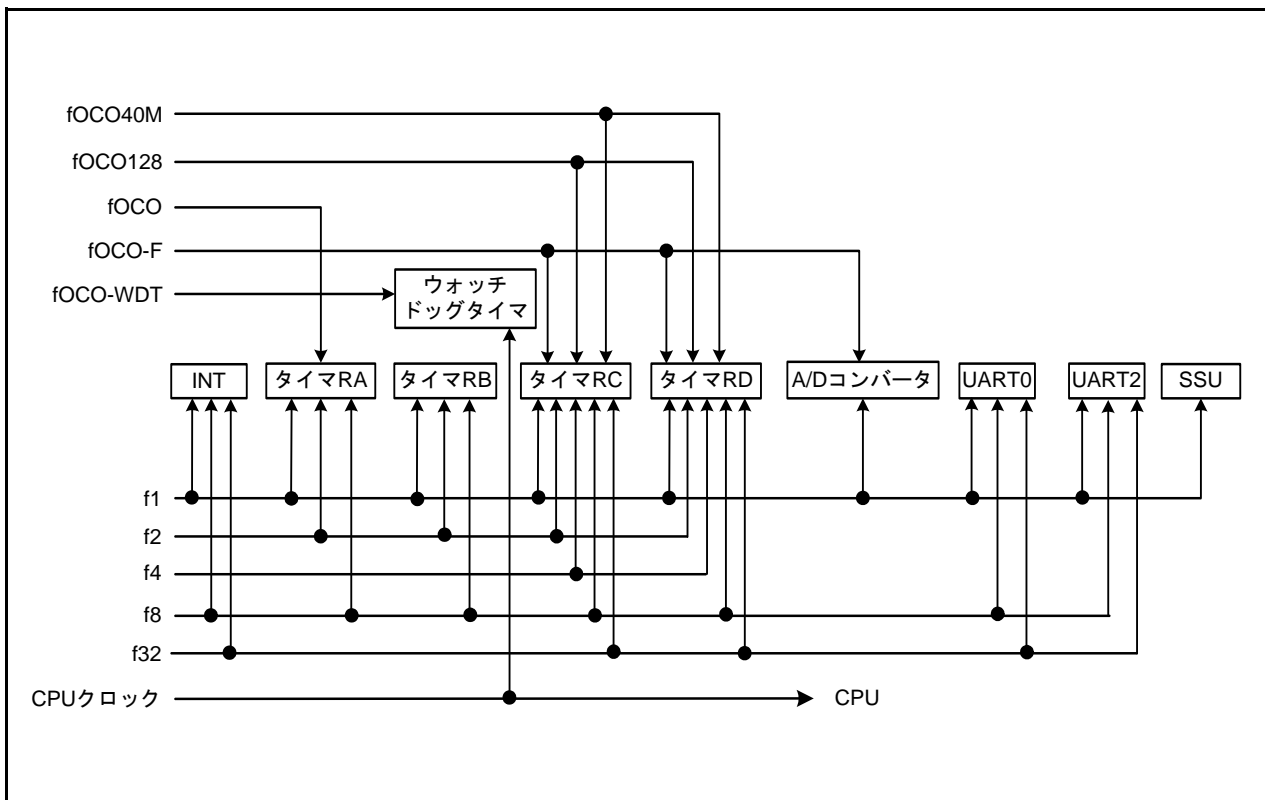 fOCO40M
fOCO128
fOCO
fOCO-F
fOCO-WDT
ウォッチ
ドッグタイマ
INT
タイマRA
タイマRB
タイマRC
タイマRD
A/Dコンバータ
UART0
UART2
SSU
f1
f2
f4
f8
f32
CPUクロック
CPU